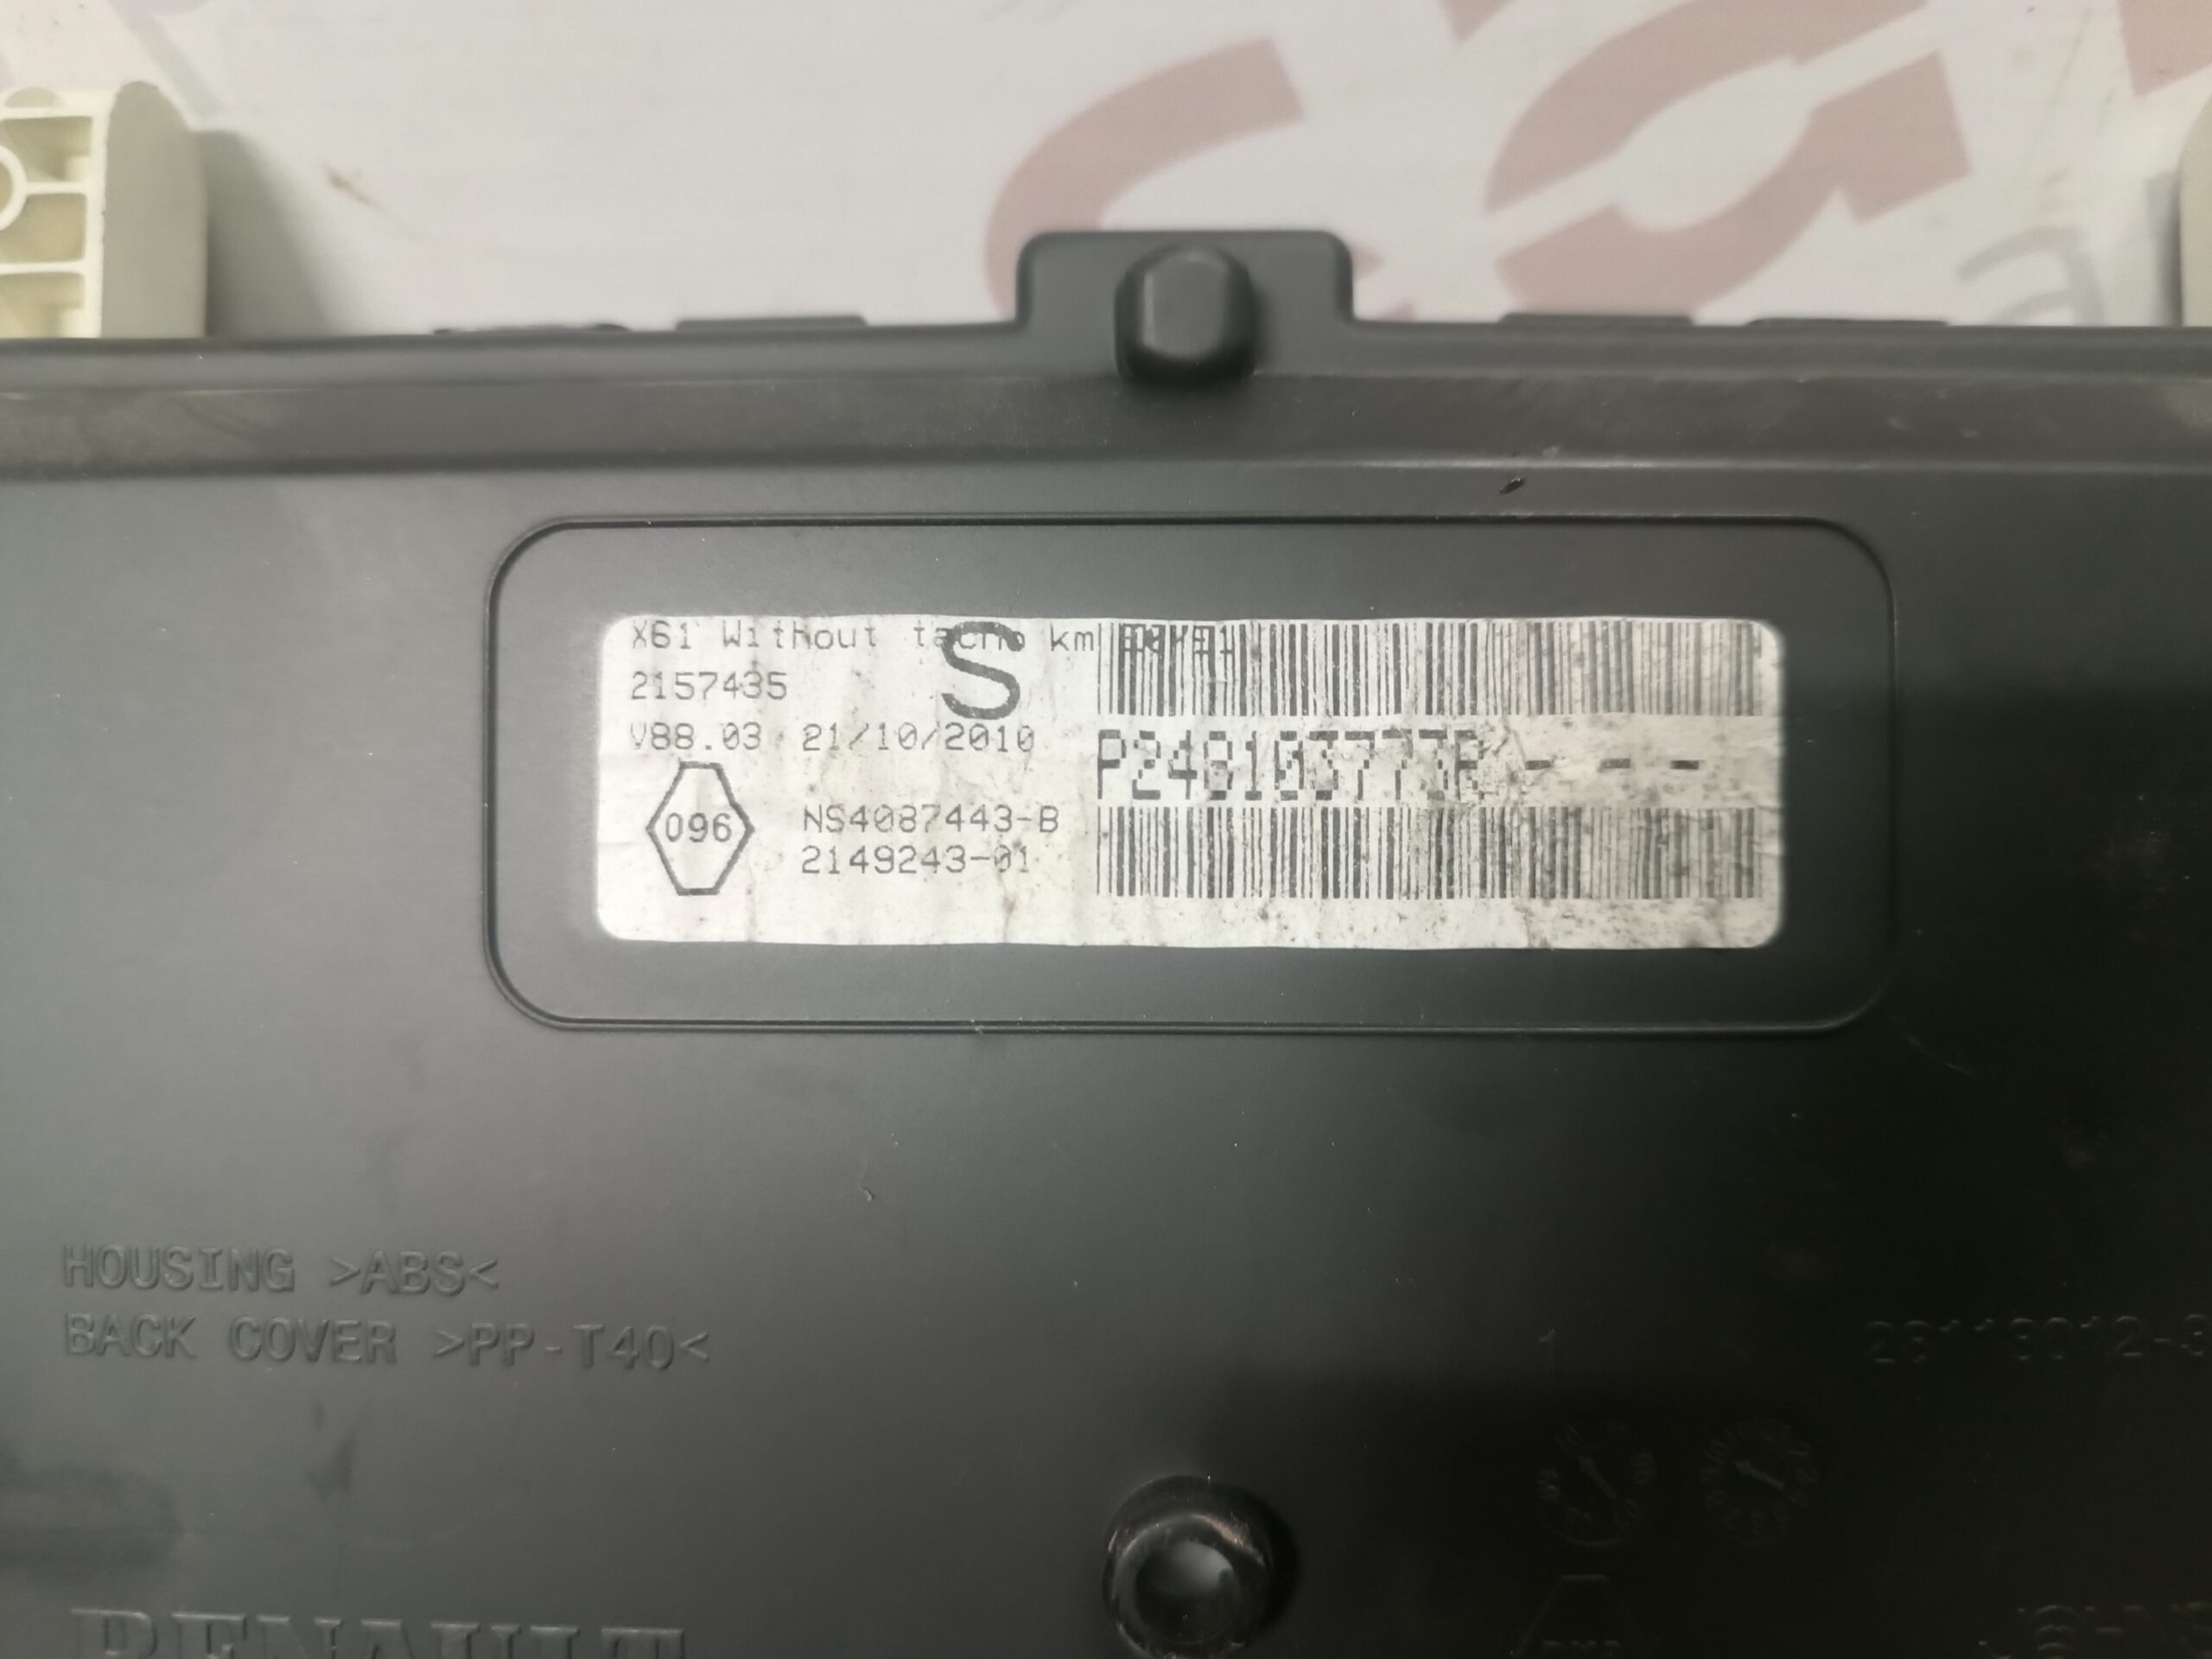 X61 Without tacho km
S
2157435
V88.03 21/10/2010
P248103773R - - -
096
NS4087443-B
2149243-01
HOUSING >ABS<
BACK COVER >PP-T40<
RENAULT